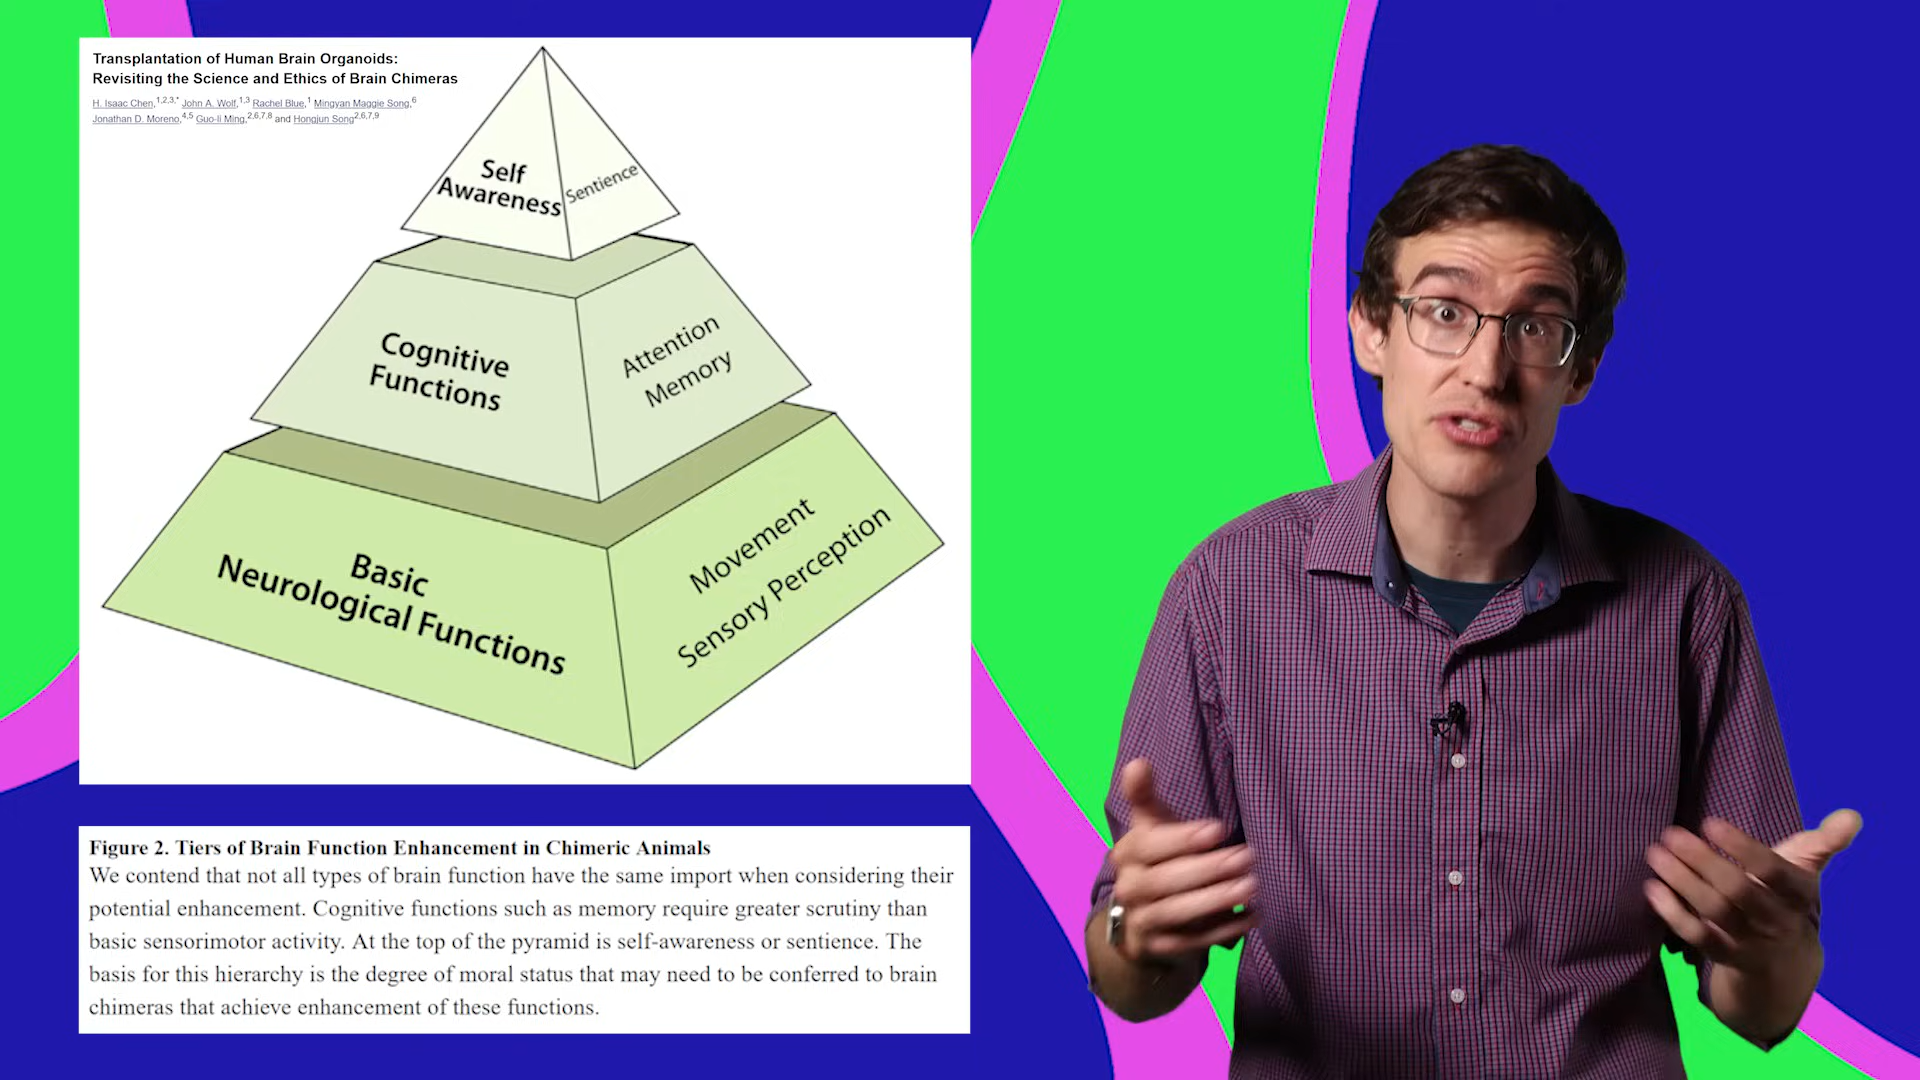 Transplantation of Human Brain Organoids:
Revisiting the Science and Ethics of Brain Chimeras
H. Isaac Chen,1,2,3,* John A. Wolf,1,3 Rachel Blue,1 Mingyan Maggie Song,6
Jonathan D. Moreno,4,5 Guo-li Ming,2,6,7,8 and Hongjun Song2,6,7,9
Self
Awareness
Sentience
Cognitive
Functions
Attention
Memory
Basic
Neurological Functions
Movement
Sensory Perception
Figure 2. Tiers of Brain Function Enhancement in Chimeric Animals
We contend that not all types of brain function have the same import when considering their
potential enhancement. Cognitive functions such as memory require greater scrutiny than
basic sensorimotor activity. At the top of the pyramid is self-awareness or sentience. The
basis for this hierarchy is the degree of moral status that may need to be conferred to brain
chimeras that achieve enhancement of these functions.